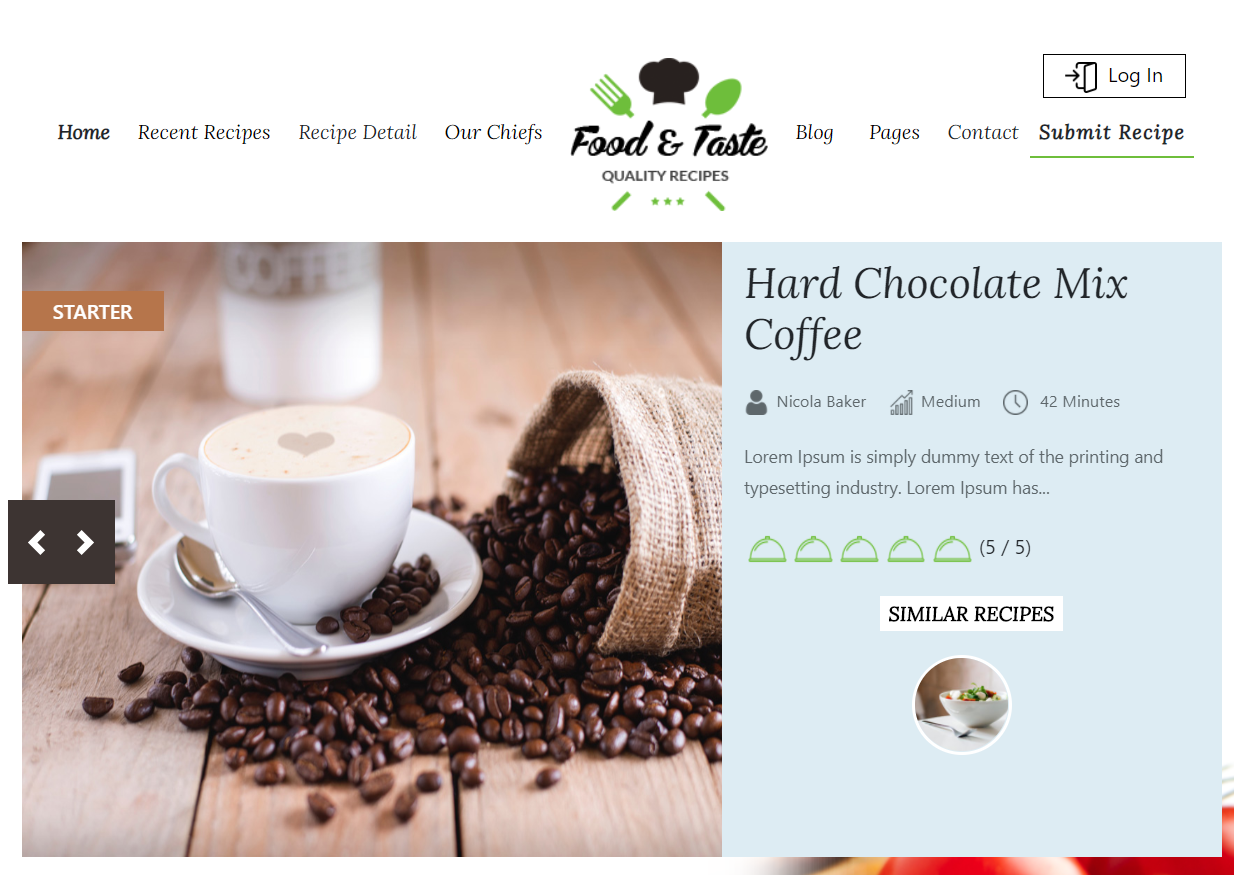 Log In
Home
Recent Recipes
Recipe Detail
Our Chiefs
Food & Taste
QUALITY RECIPES
Blog
Pages
Contact
Submit Recipe
COFFEE
STARTER
Hard Chocolate Mix
Coffee
Nicola Baker
Medium
42 Minutes
Lorem Ipsum is simply dummy text of the printing and
typesetting industry. Lorem Ipsum has...
(5 / 5)
SIMILAR RECIPES